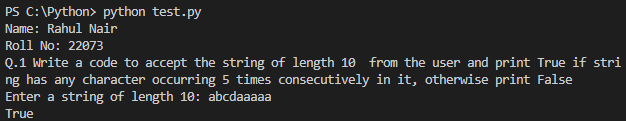 PS C:\Python> python test.py
Name: Rahul Nair
Roll No: 22073
Q.1 Write a code to accept the string of length 10  from the user and print True if stri
ng has any character occurring 5 times consecutively in it, otherwise print False
Enter a string of length 10: abcdaaaaa
True